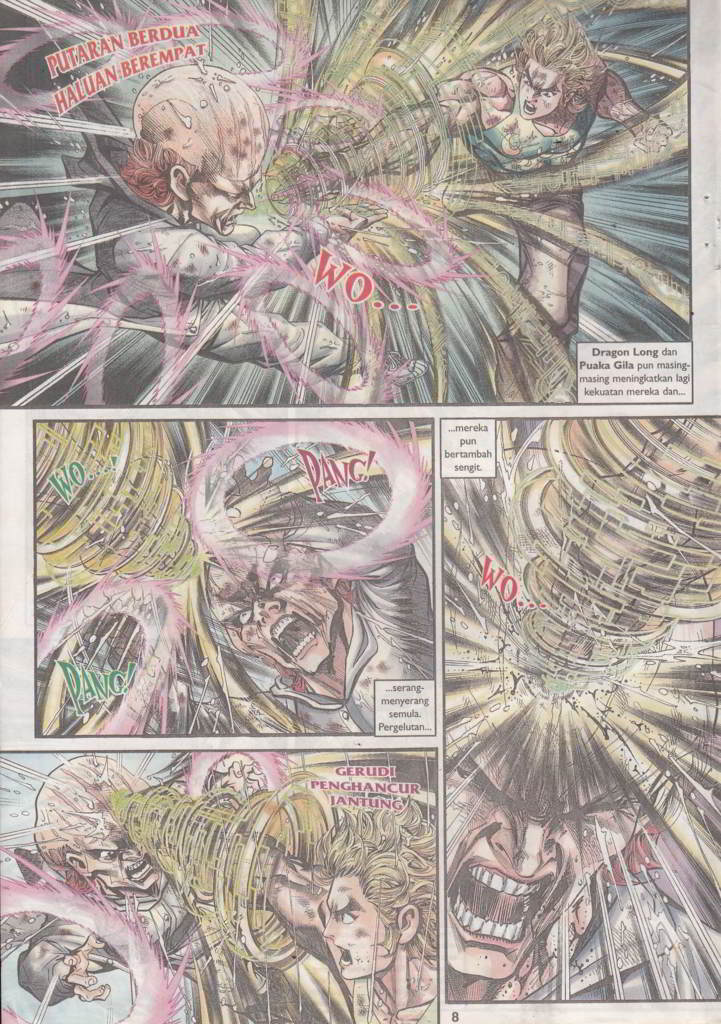 PUTARAN BERDUA
HALUAN BEREMPAT
WO...
Dragon Long dan
Puaka Gila pun masing-
masing meningkatkan lagi
kekuatan mereka dan...
WO...!
PANG!
PANG!
...serang-
menyerang
semula.
Pergelutan...
...mereka
pun
bertambah
sengit.
WO...
GERUDI
PENGHANCUR
JANTUNG
8